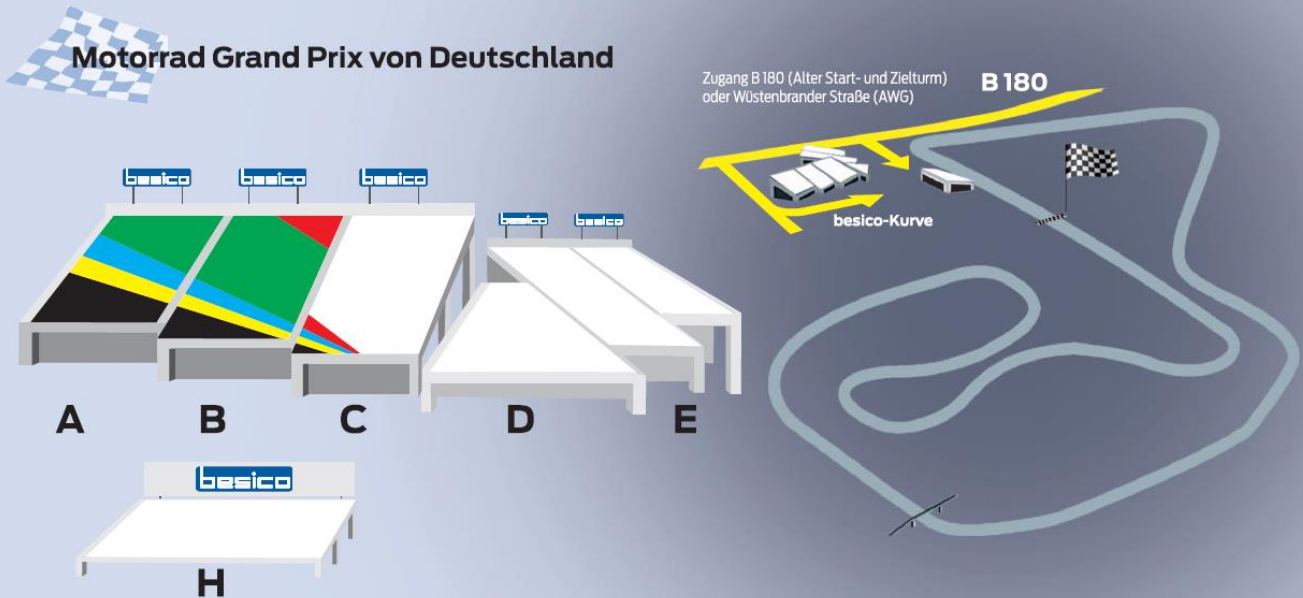 Motorrad Grand Prix von Deutschland
Zugang B 180 (Alter Start- und Zielturm)
oder Wüstenbrander Straße (AWG)
B 180
besico
besico
besico
besico
besico
besico-Kurve
A
B
C
D
E
besico
H